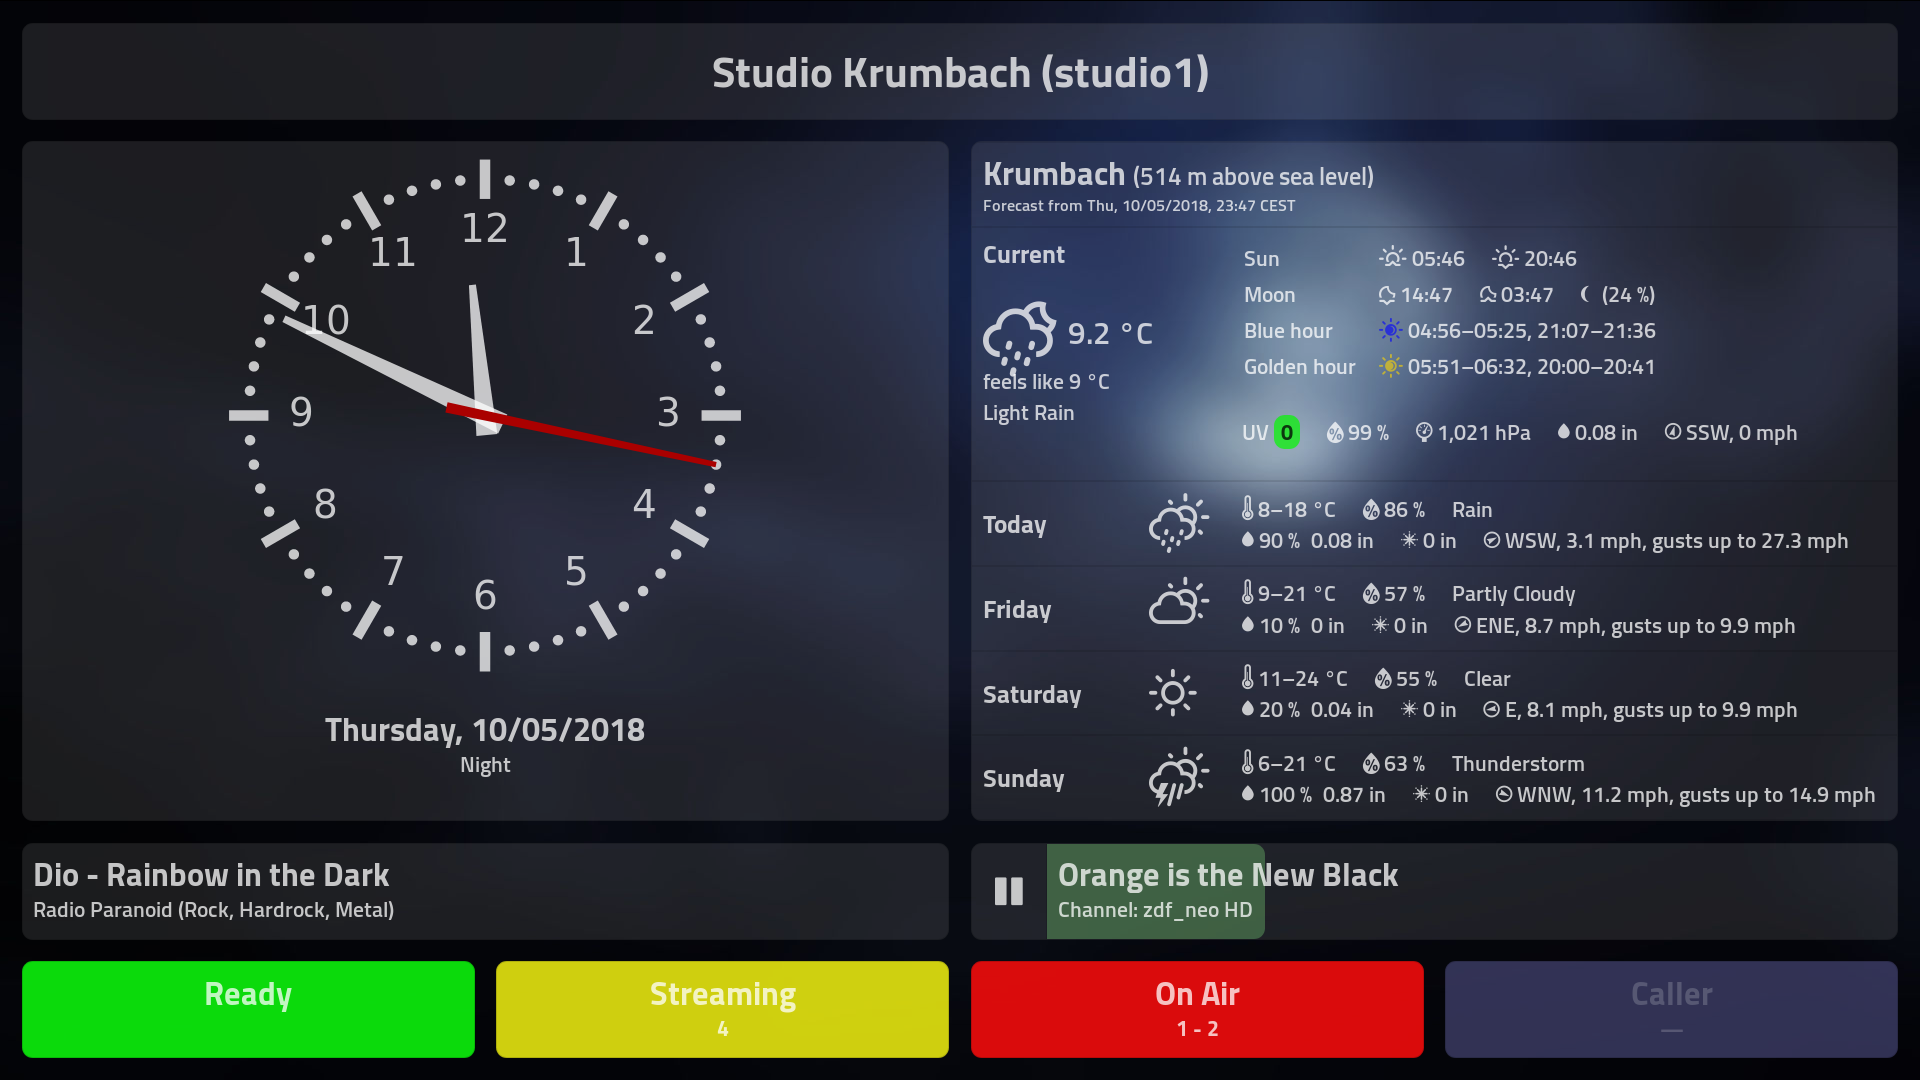 Studio Krumbach (studio1)
12
11
1
10
2
9
3
8
4
7
5
6
Thursday, 10/05/2018
Night
Krumbach (514 m above sea level)
Forecast from Thu, 10/05/2018, 23:47 CEST
Current
9.2 °C
feels like 9 °C
Light Rain
Sun 05:46 20:46
Moon 14:47 03:47 (24 %)
Blue hour 04:56–05:25, 21:07–21:36
Golden hour 05:51–06:32, 20:00–20:41
UV 0 % 99 % 1,021 hPa 0.08 in SSW, 0 mph
Today
8–18 °C % 86 % Rain
90 % 0.08 in 0 in WSW, 3.1 mph, gusts up to 27.3 mph
Friday
9–21 °C % 57 % Partly Cloudy
10 % 0 in 0 in ENE, 8.7 mph, gusts up to 9.9 mph
Saturday
11–24 °C % 55 % Clear
20 % 0.04 in 0 in E, 8.1 mph, gusts up to 9.9 mph
Sunday
6–21 °C % 63 % Thunderstorm
100 % 0.87 in 0 in WNW, 11.2 mph, gusts up to 14.9 mph
Dio - Rainbow in the Dark
Radio Paranoid (Rock, Hardrock, Metal)
Orange is the New Black
Channel: zdf_neo HD
Ready
Streaming
4
On Air
1 - 2
Caller
—